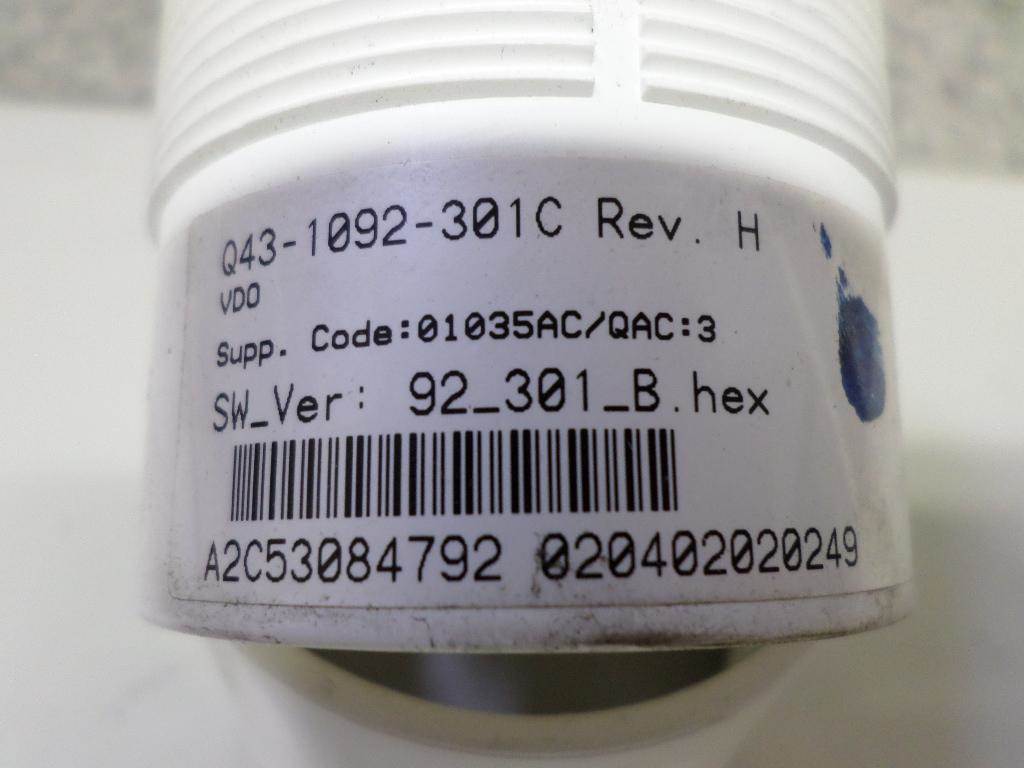 Q43-1092-301C Rev. H
VDO
Supp. Code:01035AC/QAC:3
SW_Ver: 92_301_B.hex
A2C53084792 020402020249